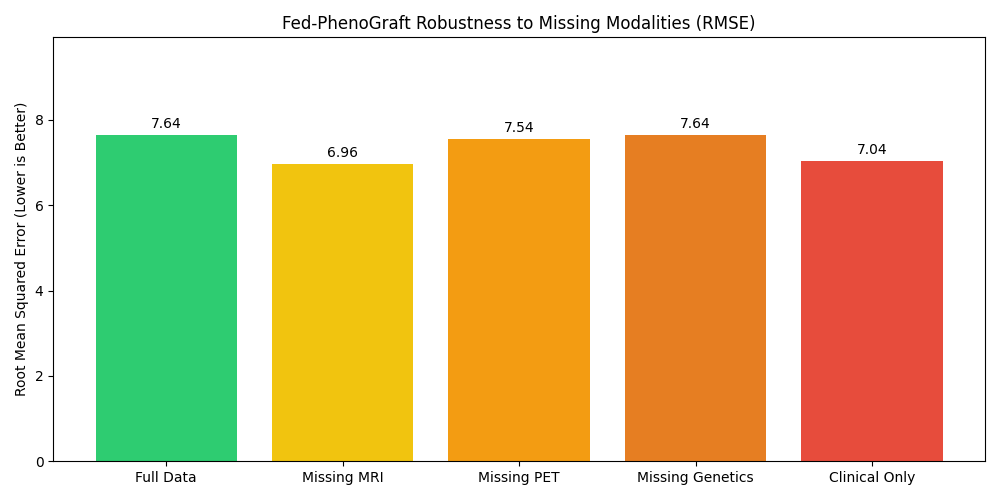 Fed-PhenoGraft Robustness to Missing Modalities (RMSE)
Root Mean Squared Error (Lower is Better)
8
6
4
2
0
7.64
6.96
7.54
7.64
7.04
Full Data
Missing MRI
Missing PET
Missing Genetics
Clinical Only